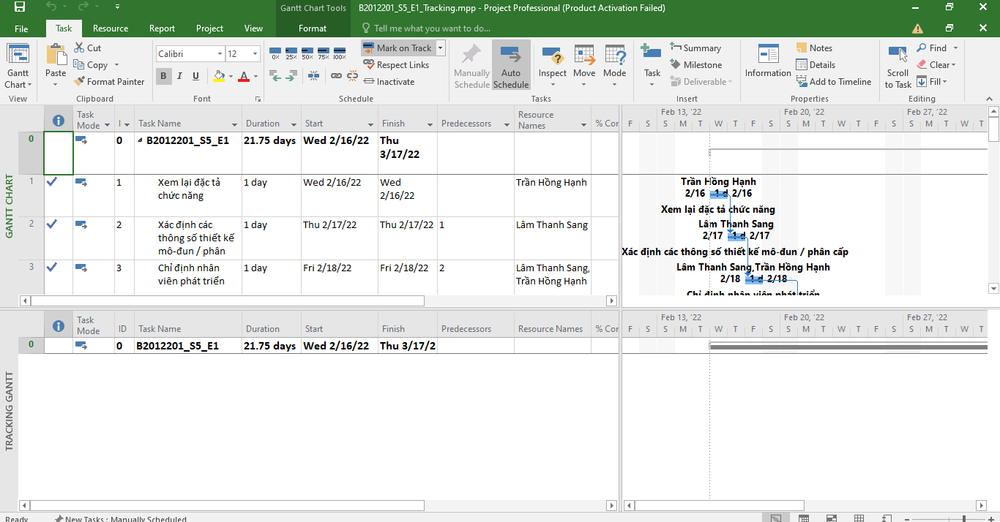 Gantt Chart Tools
B2012201_S5_E1_Tracking.mpp - Project Professional (Product Activation Failed)
File Task Resource Report Project View Format Tell me what you want to do...
Gantt Chart
View
Paste
Cut
Copy
Format Painter
Clipboard
Calibri 12
B I U A
Font
0% 25% 50% 75% 100%
Mark on Track
Respect Links
Inactivate
Schedule
Manually Schedule
Auto Schedule
Inspect
Move
Mode
Tasks
Task
Summary
Milestone
Deliverable
Insert
Information
Notes
Details
Add to Timeline
Properties
Scroll to Task
Find
Clear
Fill
Editing
GANTT CHART
Task Mode I Task Name Duration Start Finish Predecessors Resource Names % Cor
0 0 B2012201_S5_E1 21.75 days Wed 2/16/22 Thu 3/17/22
1 1 Xem lại đặc tả chức năng 1 day Wed 2/16/22 Wed 2/16/22 Trần Hồng Hạnh
2 2 Xác định các thông số thiết kế mô-đun / phân 1 day Thu 2/17/22 Thu 2/17/22 1 Lâm Thanh Sang
3 3 Chỉ định nhân viên phát triển 1 day Fri 2/18/22 Fri 2/18/22 2 Lâm Thanh Sang, Trần Hồng Hạnh
Feb 13, '22 Feb 20, '22 Feb 27, '22
F S S M T W T F S S M T W T F S S M T W T
Trần Hồng Hạnh
2/16 1 d 2/16
Xem lại đặc tả chức năng
Lâm Thanh Sang
2/17 1 d 2/17
Xác định các thông số thiết kế mô-đun / phân cấp
Lâm Thanh Sang,Trần Hồng Hạnh
2/18 1 d 2/18
Chỉ định nhân viên phát triển
TRACKING GANTT
Task Mode ID Task Name Duration Start Finish Predecessors Resource Names % Cor
0 0 B2012201_S5_E1 21.75 days Wed 2/16/22 Thu 3/17/2
Feb 13, '22 Feb 20, '22 Feb 27, '22
F S S M T W T F S S M T W T F S S M T W T
Ready New Tasks : Manually Scheduled